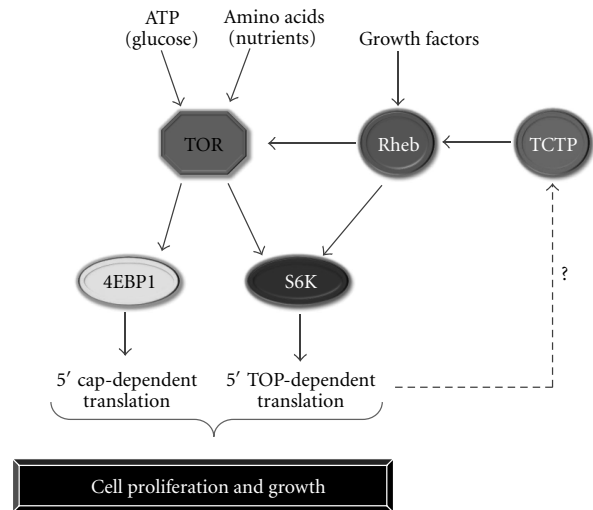 ATP
(glucose)
Amino acids
(nutrients)
Growth factors
TOR
Rheb
TCTP
4EBP1
S6K
?
5′ cap-dependent
translation
5′ TOP-dependent
translation
Cell proliferation and growth